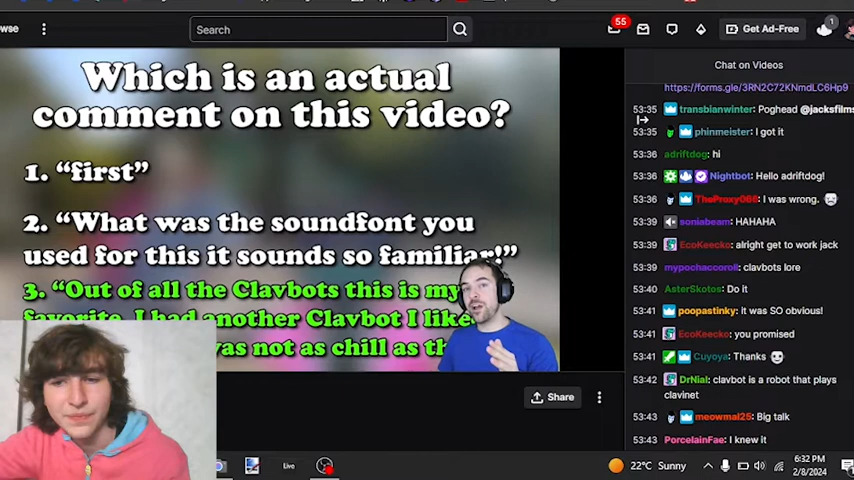 Search
55
Get Ad-Free
1
Which is an actual
comment on this video?
1. “first”
2. “What was the soundfont you
used for this it sounds so familiar!”
3. “Out of all the Clavbots this is my
favorite. I had another Clavbot I like
was not as chill as th
Share
Chat on Videos
https://forms.gle/3RN2C72KNmdLC6Hp9
53:35 transbianwinter: Poghead @jacksfilms
53:35 phinmeister: I got it
53:36 adriftdog: hi
53:36 Nightbot: Hello adriftdog!
53:36 TheProxy066: I was wrong.
53:39 soniabeam: HAHAHA
53:39 EcoKeecko: alright get to work jack
53:39 mypochaccoroli: clavbots lore
53:40 AsterSkotos: Do it
53:41 poopastinky: It was SO obvious!
53:41 EcoKeecko: you promised
53:41 Cuyoya: Thanks
53:42 DrNial: clavbot is a robot that plays
clavinet
53:43 meowmal25: Big talk
53:43 PorcelainFae: I knew it
Live
22°C Sunny
6:32 PM
2/8/2024